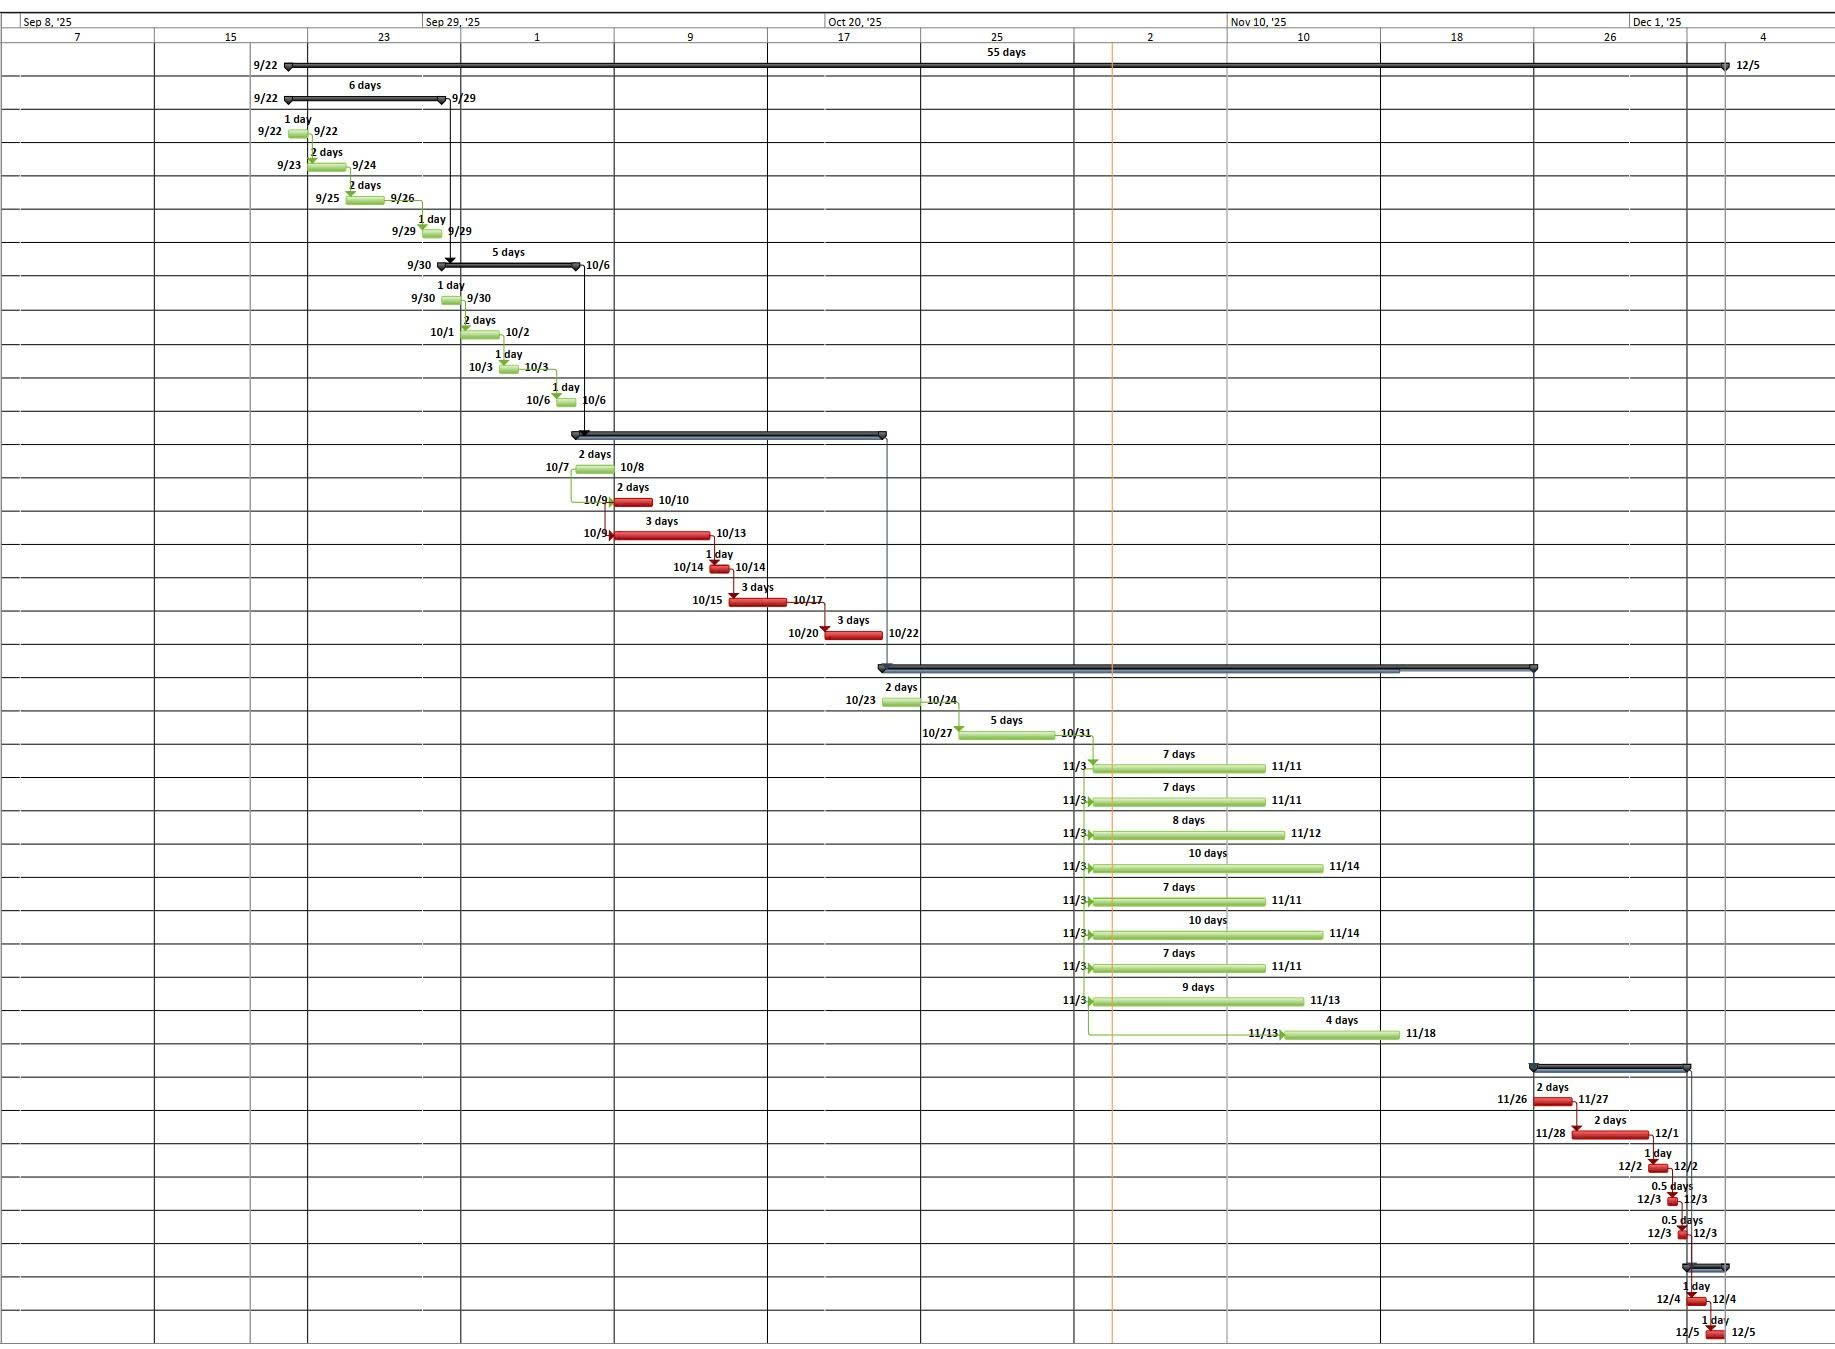 Sep 8, '25 Sep 29, '25 Oct 20, '25 Nov 10, '25 Dec 1, '25
7 15 23 1 9 17 25 2 10 18 26 4
55 days
9/22 12/5
6 days
9/22 9/29
1 day
9/22 9/22
2 days
9/23 9/24
2 days
9/25 9/26
1 day
9/29 9/29
5 days
9/30 10/6
1 day
9/30 9/30
2 days
10/1 10/2
1 day
10/3 10/3
1 day
10/6 10/6
2 days
10/7 10/8
2 days
10/9 10/10
3 days
10/9 10/13
1 day
10/14 10/14
3 days
10/15 10/17
3 days
10/20 10/22
2 days
10/23 10/24
5 days
10/27 10/31
7 days
11/3 11/11
7 days
11/3 11/11
8 days
11/3 11/12
10 days
11/3 11/14
7 days
11/3 11/11
10 days
11/3 11/14
7 days
11/3 11/11
9 days
11/3 11/13
4 days
11/13 11/18
2 days
11/26 11/27
2 days
11/28 12/1
1 day
12/2 12/2
0.5 days
12/3 12/3
0.5 days
12/3 12/3
1 day
12/4 12/4
1 day
12/5 12/5